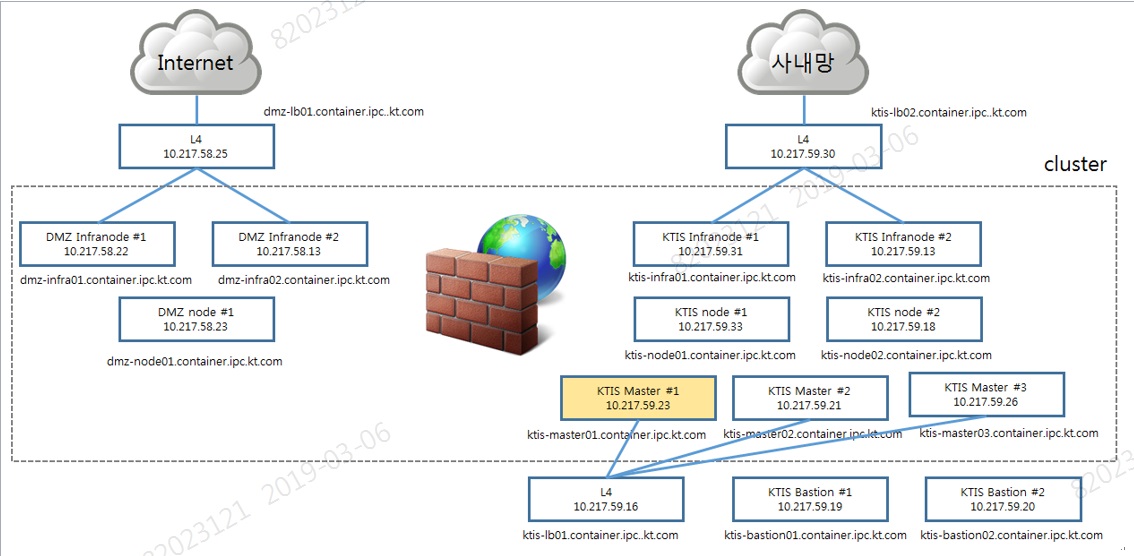 82023121
Internet
사내망
dmz-lb01.container.ipc..kt.com
ktis-lb02.container.ipc..kt.com
L4
10.217.58.25
L4
10.217.59.30
82023121 2019-03-06
cluster
DMZ Infranode #1
10.217.58.22
DMZ Infranode #2
10.217.58.13
KTIS Infranode #1
10.217.59.31
KTIS Infranode #2
10.217.59.13
dmz-infra01.container.ipc.kt.com
dmz-infra02.container.ipc.kt.com
ktis-infra01.container.ipc.kt.com
ktis-infra02.container.ipc.kt.com
DMZ node #1
10.217.58.23
KTIS node #1
10.217.59.33
KTIS node #2
10.217.59.18
dmz-node01.container.ipc.kt.com
ktis-node01.container.ipc.kt.com
ktis-node02.container.ipc.kt.com
KTIS Master #1
10.217.59.23
KTIS Master #2
10.217.59.21
KTIS Master #3
10.217.59.26
ktis-master01.container.ipc.kt.com
ktis-master02.container.ipc.kt.com
ktis-master03.container.ipc.kt.com
82023121 2019-03-06
L4
10.217.59.16
KTIS Bastion #1
10.217.59.19
KTIS Bastion #2
10.217.59.20
82023121
ktis-lb01.container.ipc..kt.com
ktis-bastion01.container.ipc.kt.com
ktis-bastion02.container.ipc.kt.com